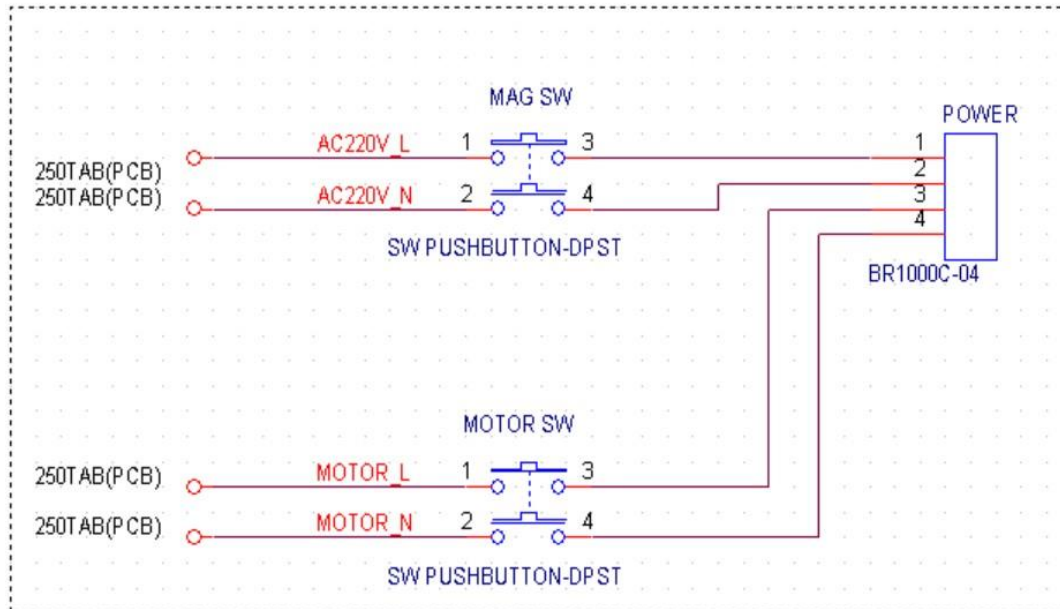 MAG SW
POWER
AC220V_L 1 3 1
250TAB(PCB)
2
250TAB(PCB)
AC220V_N 2 4 3
4
SW PUSHBUTTON-DPST
BR1000C-04
MOTOR SW
250TAB(PCB) MOTOR_L 1 3
250TAB(PCB) MOTOR_N 2 4
SW PUSHBUTTON-DPST